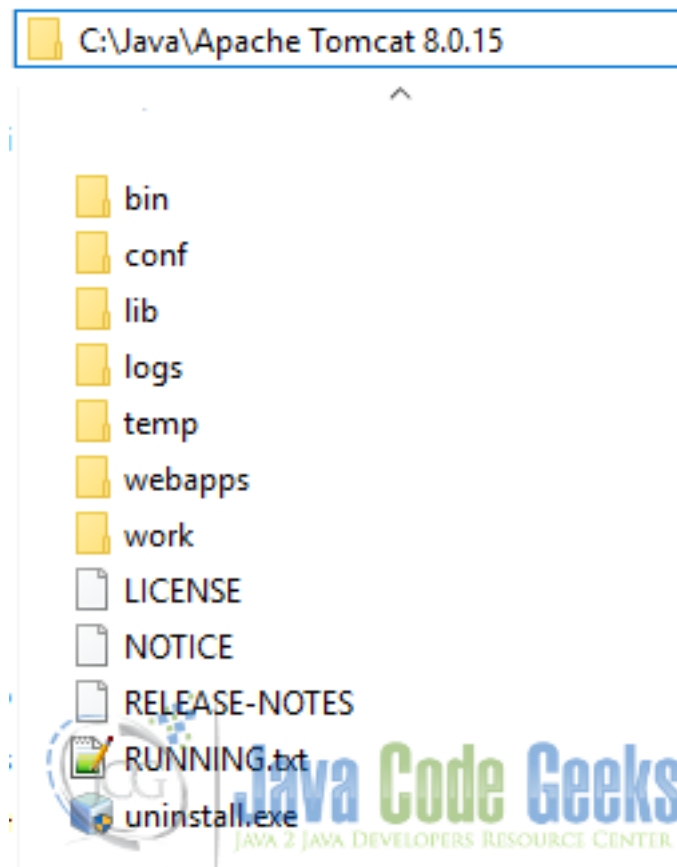 C:\Java\Apache Tomcat 8.0.15
bin
conf
lib
logs
temp
webapps
work
LICENSE
NOTICE
RELEASE-NOTES
RUNNING.txt
uninstall.exe
Java Code Geeks
JAVA 2 JAVA DEVELOPERS RESOURCE CENTER